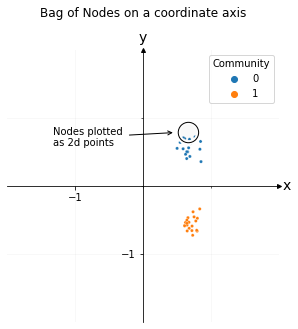 Bag of Nodes on a coordinate axis
y
Community
0
1
Nodes plotted
as 2d points
x
−1
−1